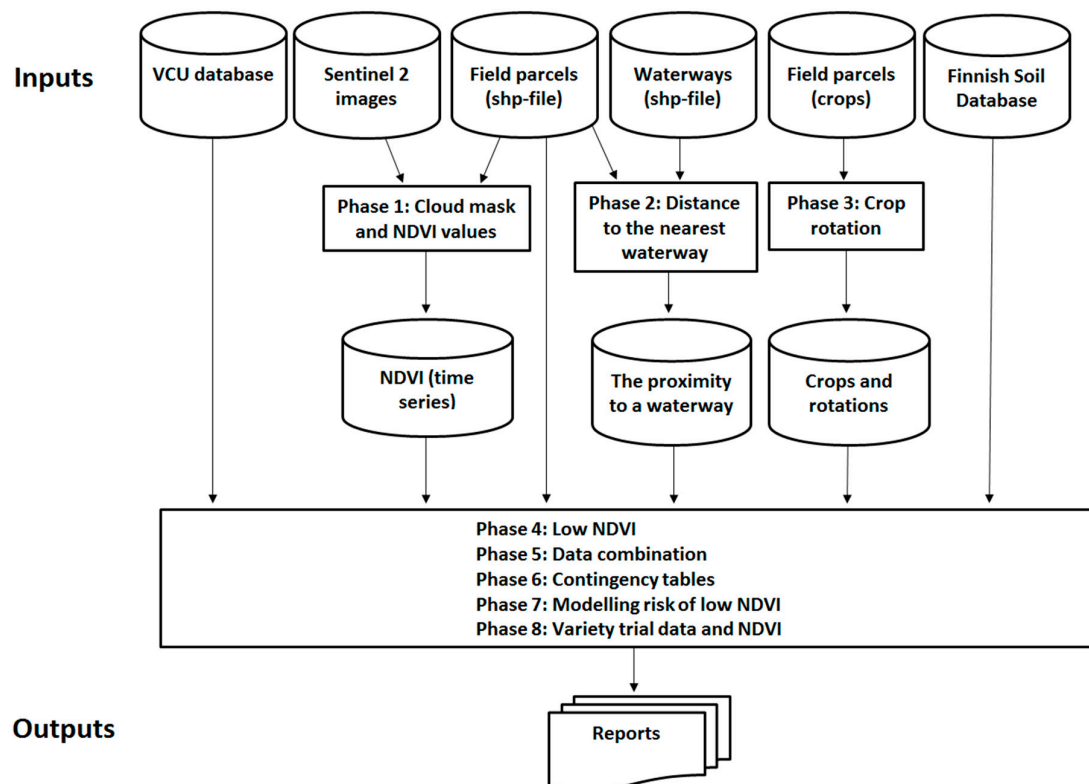 Inputs
VCU database
Sentinel 2
images
Field parcels
(shp-file)
Waterways
(shp-file)
Field parcels
(crops)
Finnish Soil
Database
Phase 1: Cloud mask
and NDVI values
Phase 2: Distance
to the nearest
waterway
Phase 3: Crop
rotation
NDVI (time
series)
The proximity
to a waterway
Crops and
rotations
Phase 4: Low NDVI
Phase 5: Data combination
Phase 6: Contingency tables
Phase 7: Modelling risk of low NDVI
Phase 8: Variety trial data and NDVI
Outputs
Reports